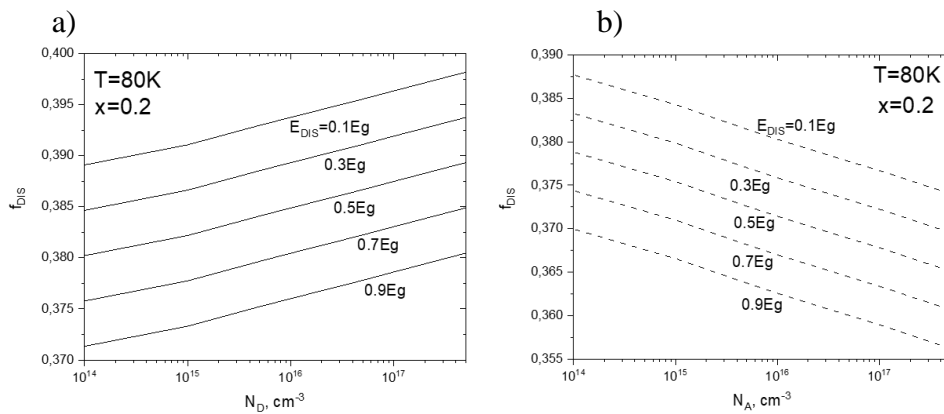 a)
T=80K
x=0.2
E_DIS=0.1Eg
0.3Eg
0.5Eg
0.7Eg
0.9Eg
0,400
0,395
0,390
0,385
0,380
0,375
0,370
f_DIS
10^14
10^15
10^16
10^17
N_D, cm^-3
b)
T=80K
x=0.2
E_DIS=0.1Eg
0.3Eg
0.5Eg
0.7Eg
0.9Eg
0,390
0,385
0,380
0,375
0,370
0,365
0,360
0,355
f_DIS
10^14
10^15
10^16
10^17
N_A, cm^-3